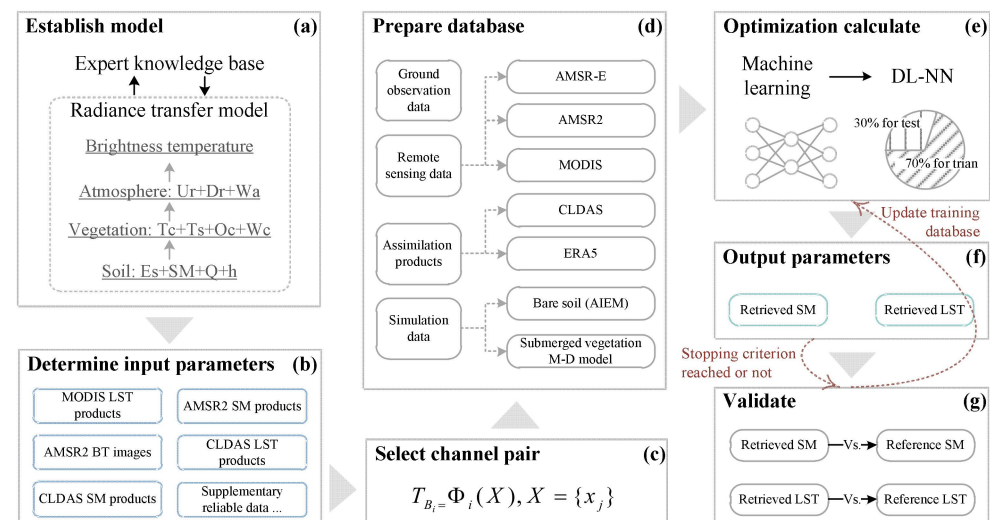 Establish model (a)
Expert knowledge base
Radiance transfer model
Brightness temperature
Atmosphere: Ur+Dr+Wa
Vegetation: Tc+Ts+Oc+Wc
Soil: Es+SM+Q+h
Determine input parameters (b)
MODIS LST
products
AMSR2 SM products
AMSR2 BT images
CLDAS LST
products
CLDAS SM products
Supplementary
reliable data ...
Select channel pair (c)
T_{B_i}=Φ_i(X), X={x_j}
Prepare database (d)
Ground
observation
data
Remote
sensing data
Assimilation
products
Simulation
data
AMSR-E
AMSR2
MODIS
CLDAS
ERA5
Bare soil (AIEM)
Submerged vegetation
M-D model
Optimization calculate (e)
Machine
learning
DL-NN
30% for test
70% for trian
Update training
database
Output parameters (f)
Retrieved SM
Retrieved LST
Stopping criterion
reached or not
Validate (g)
Retrieved SM Vs. Reference SM
Retrieved LST Vs. Reference LST